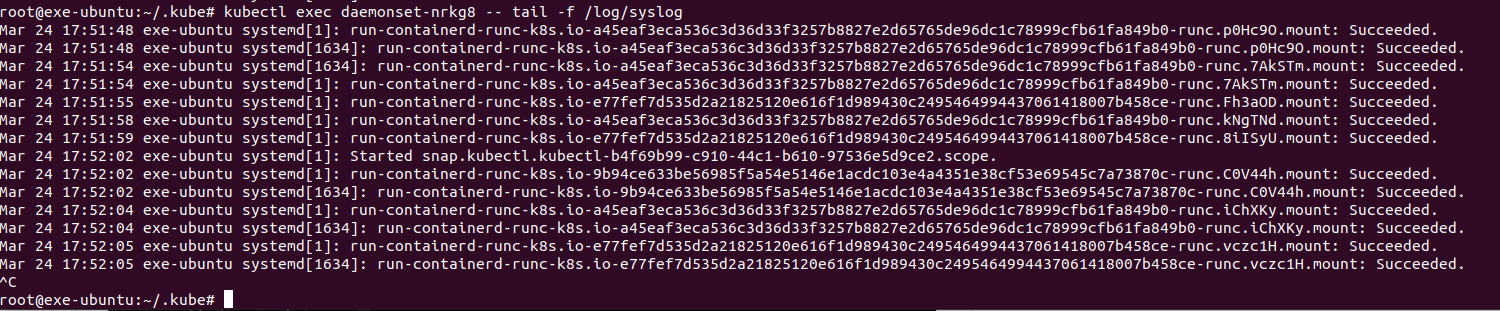 root@exe-ubuntu:~/.kube# kubectl exec daemonset-nrkg8 -- tail -f /log/syslog
Mar 24 17:51:48 exe-ubuntu systemd[1]: run-containerd-runc-k8s.io-a45eaf3eca536c3d36d33f3257b8827e2d65765de96dc1c78999cfb61fa849b0-runc.p0Hc9O.mount: Succeeded.
Mar 24 17:51:48 exe-ubuntu systemd[1634]: run-containerd-runc-k8s.io-a45eaf3eca536c3d36d33f3257b8827e2d65765de96dc1c78999cfb61fa849b0-runc.p0Hc9O.mount: Succeeded.
Mar 24 17:51:54 exe-ubuntu systemd[1634]: run-containerd-runc-k8s.io-a45eaf3eca536c3d36d33f3257b8827e2d65765de96dc1c78999cfb61fa849b0-runc.7AkSTm.mount: Succeeded.
Mar 24 17:51:54 exe-ubuntu systemd[1]: run-containerd-runc-k8s.io-a45eaf3eca536c3d36d33f3257b8827e2d65765de96dc1c78999cfb61fa849b0-runc.7AkSTm.mount: Succeeded.
Mar 24 17:51:55 exe-ubuntu systemd[1]: run-containerd-runc-k8s.io-e77fef7d535d2a21825120e616f1d989430c2495464994437061418007b458ce-runc.Fh3aOD.mount: Succeeded.
Mar 24 17:51:58 exe-ubuntu systemd[1]: run-containerd-runc-k8s.io-a45eaf3eca536c3d36d33f3257b8827e2d65765de96dc1c78999cfb61fa849b0-runc.kNgTNd.mount: Succeeded.
Mar 24 17:51:59 exe-ubuntu systemd[1]: run-containerd-runc-k8s.io-e77fef7d535d2a21825120e616f1d989430c2495464994437061418007b458ce-runc.8iISyU.mount: Succeeded.
Mar 24 17:52:02 exe-ubuntu systemd[1]: Started snap.kubectl.kubectl-b4f69b99-c910-44c1-b610-97536e5d9ce2.scope.
Mar 24 17:52:02 exe-ubuntu systemd[1]: run-containerd-runc-k8s.io-9b94ce633be56985f5a54e5146e1acdc103e4a4351e38cf53e69545c7a73870c-runc.C0V44h.mount: Succeeded.
Mar 24 17:52:02 exe-ubuntu systemd[1634]: run-containerd-runc-k8s.io-9b94ce633be56985f5a54e5146e1acdc103e4a4351e38cf53e69545c7a73870c-runc.C0V44h.mount: Succeeded.
Mar 24 17:52:04 exe-ubuntu systemd[1]: run-containerd-runc-k8s.io-a45eaf3eca536c3d36d33f3257b8827e2d65765de96dc1c78999cfb61fa849b0-runc.iChXKy.mount: Succeeded.
Mar 24 17:52:04 exe-ubuntu systemd[1634]: run-containerd-runc-k8s.io-a45eaf3eca536c3d36d33f3257b8827e2d65765de96dc1c78999cfb61fa849b0-runc.iChXKy.mount: Succeeded.
Mar 24 17:52:05 exe-ubuntu systemd[1]: run-containerd-runc-k8s.io-e77fef7d535d2a21825120e616f1d989430c2495464994437061418007b458ce-runc.vczc1H.mount: Succeeded.
Mar 24 17:52:05 exe-ubuntu systemd[1634]: run-containerd-runc-k8s.io-e77fef7d535d2a21825120e616f1d989430c2495464994437061418007b458ce-runc.vczc1H.mount: Succeeded.
^C
root@exe-ubuntu:~/.kube#